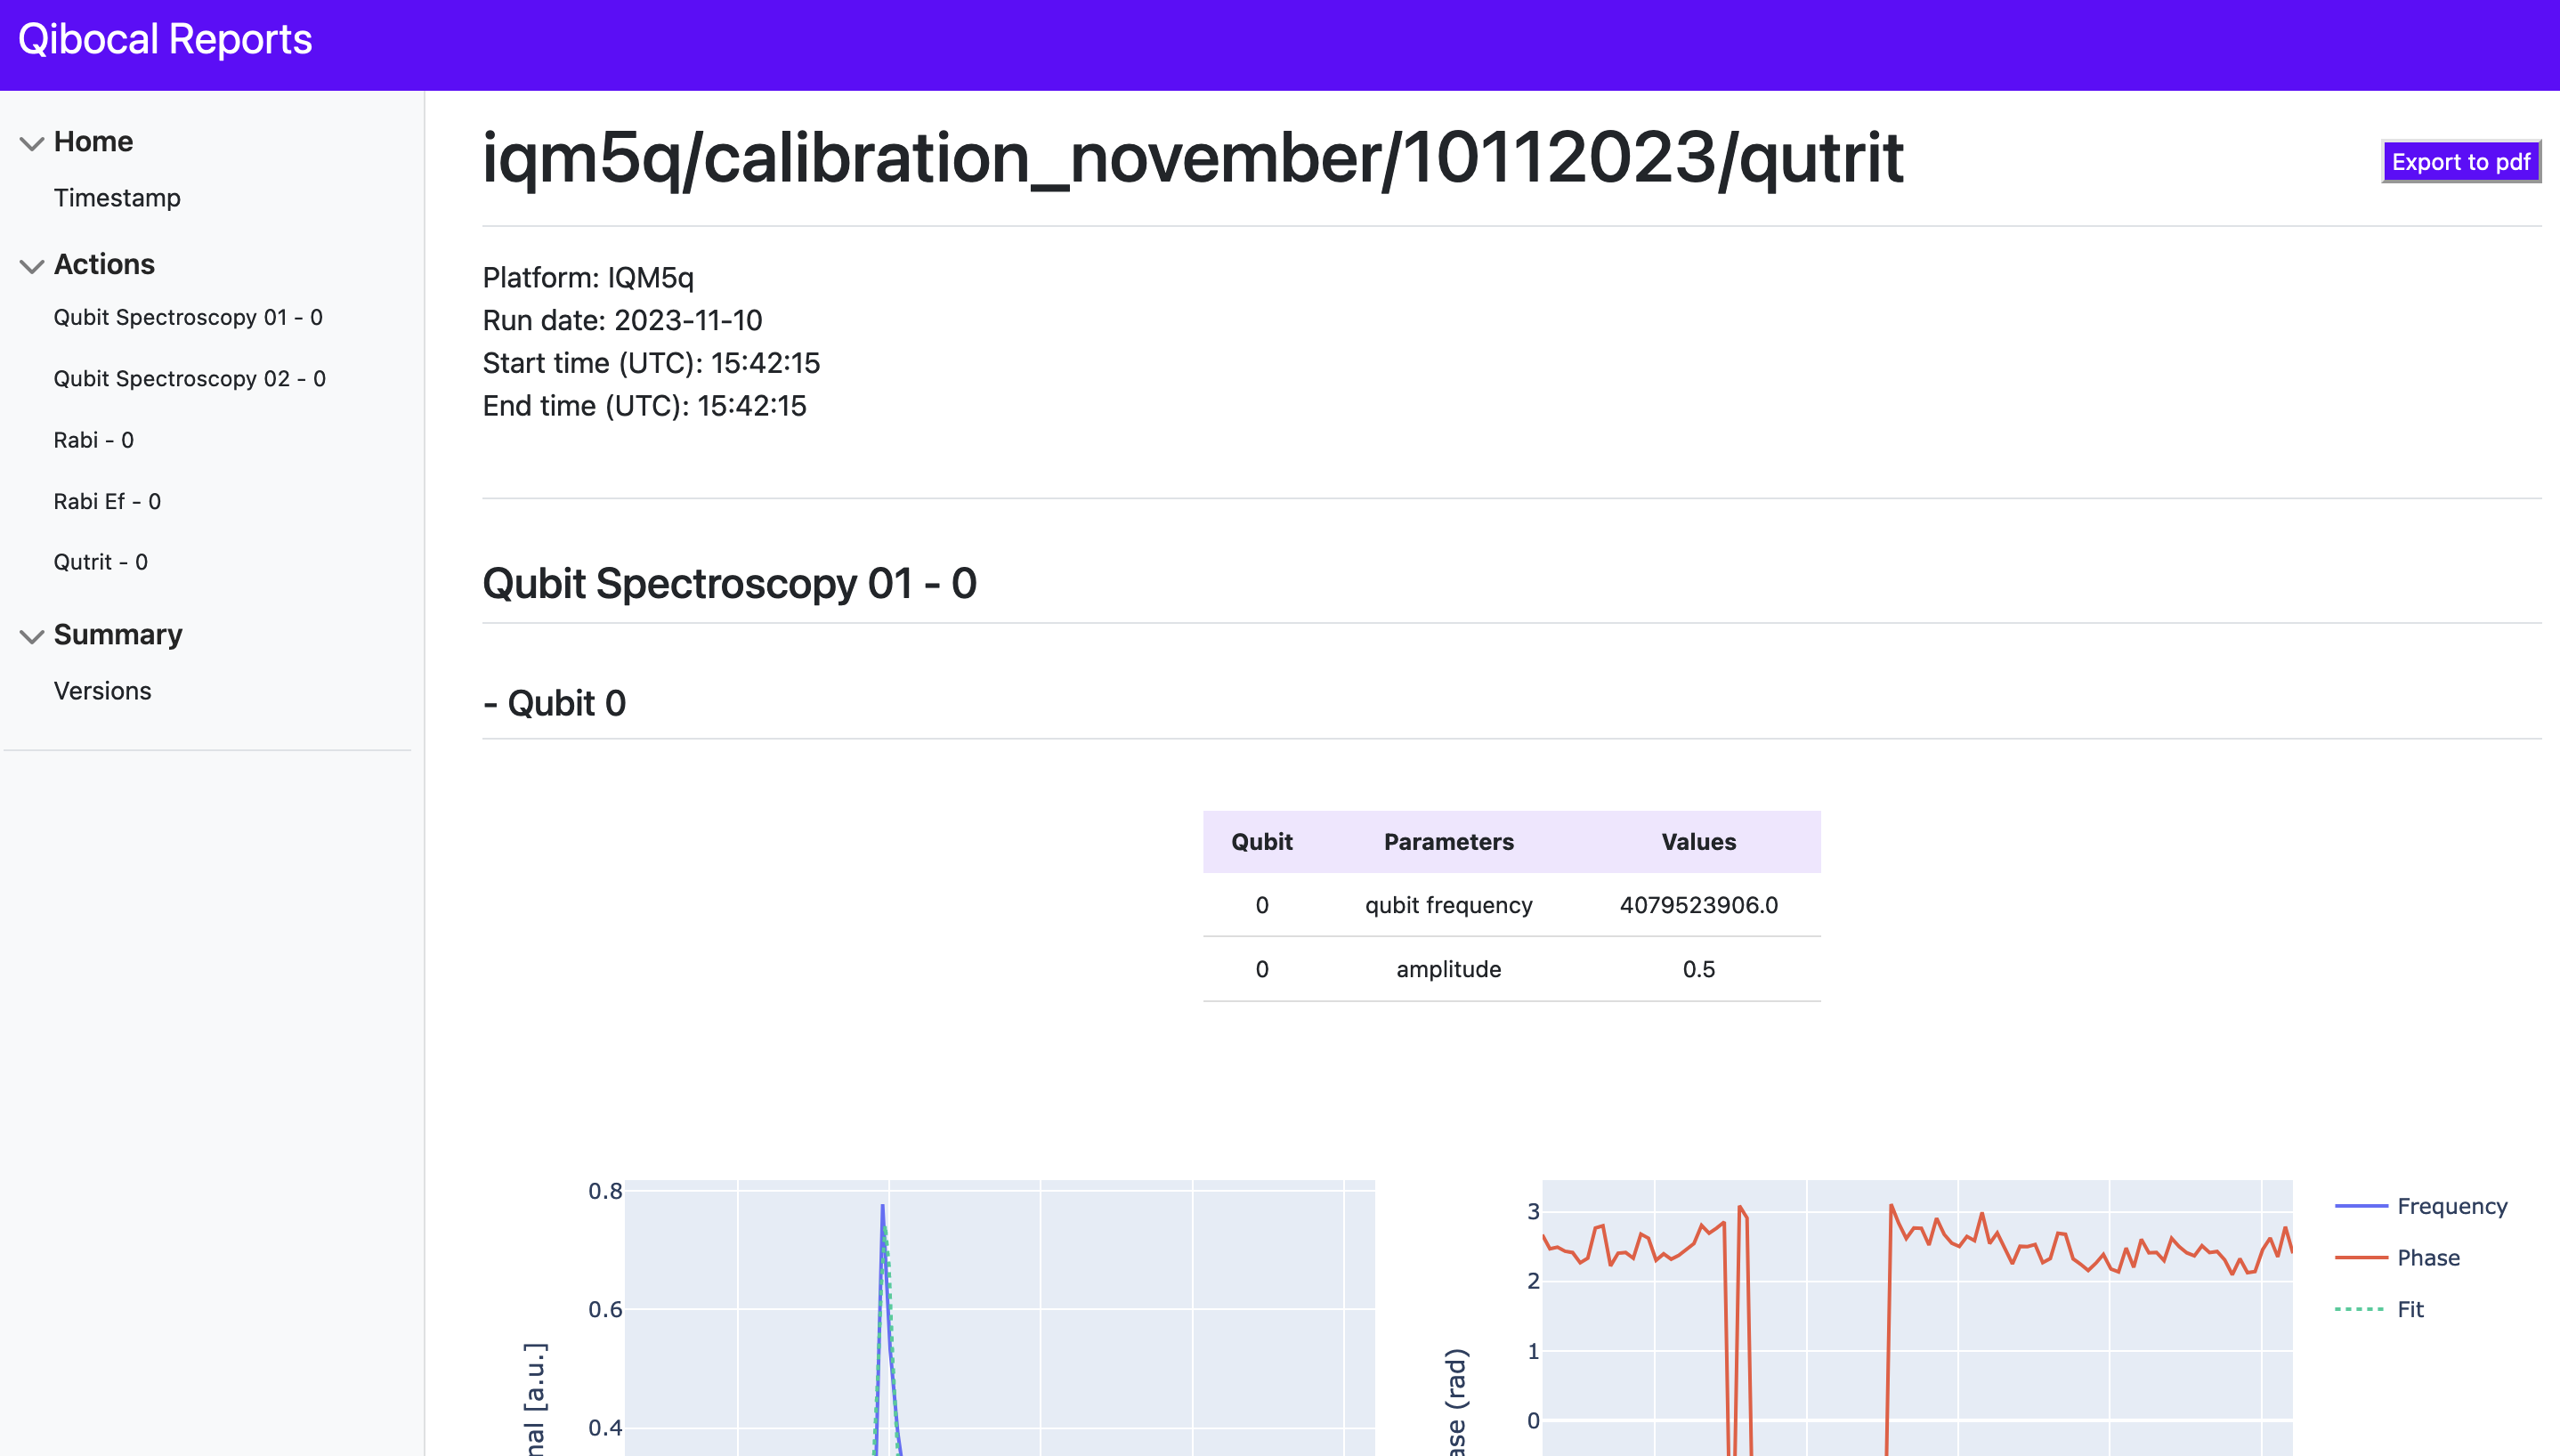 Qibocal Reports
Home
Timestamp
Actions
Qubit Spectroscopy 01 - 0
Qubit Spectroscopy 02 - 0
Rabi - 0
Rabi Ef - 0
Qutrit - 0
Summary
Versions
iqm5q/calibration_november/10112023/qutrit
Export to pdf
Platform: IQM5q
Run date: 2023-11-10
Start time (UTC): 15:42:15
End time (UTC): 15:42:15
Qubit Spectroscopy 01 - 0
- Qubit 0
Qubit Parameters Values
0 qubit frequency 4079523906.0
0 amplitude 0.5
0.8
0.6
0.4
[a.u.]
3
2
1
0
(rad)
Frequency
Phase
Fit